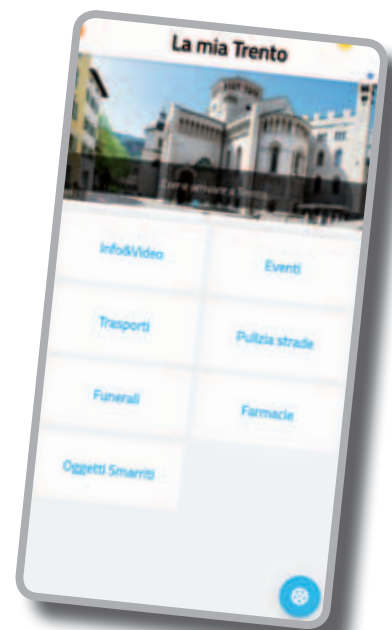 La mia Trento
Info&Video
Eventi
Trasporti
Pulizia strade
Funerali
Farmacie
Oggetti Smarriti